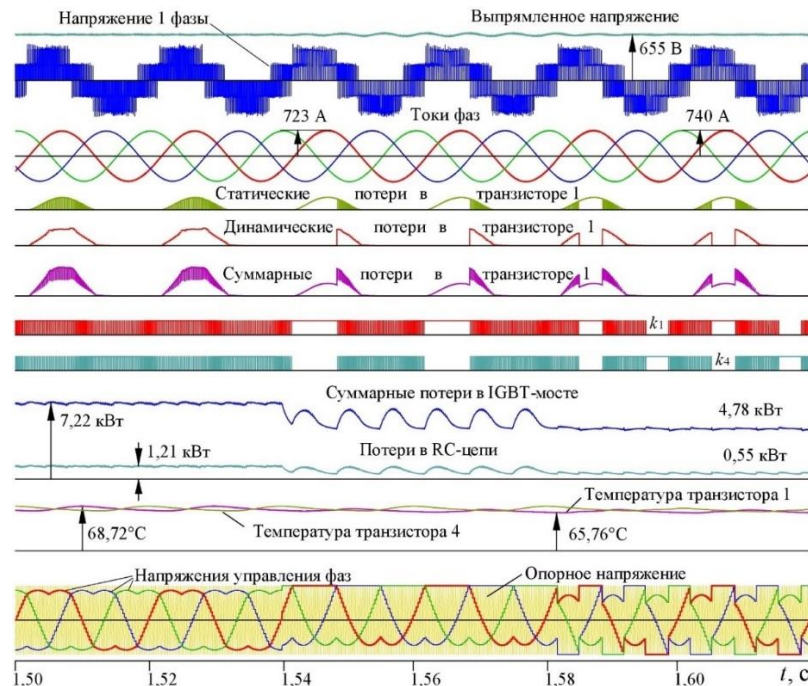 Напряжение 1 фазы
Выпрямленное напряжение
655 В
723 А
Токи фаз
740 А
Статические потери в транзисторе 1
Динамические потери в транзисторе 1
Суммарные потери в транзисторе 1
k1
k4
Суммарные потери в IGBT-мосте
7,22 кВт
4,78 кВт
1,21 кВт
Потери в RC-цепи
0,55 кВт
Температура транзистора 1
68,72°C
Температура транзистора 4
65,76°C
Напряжения управления фаз
Опорное напряжение
1,50 1,52 1,54 1,56 1,58 1,60 t, с